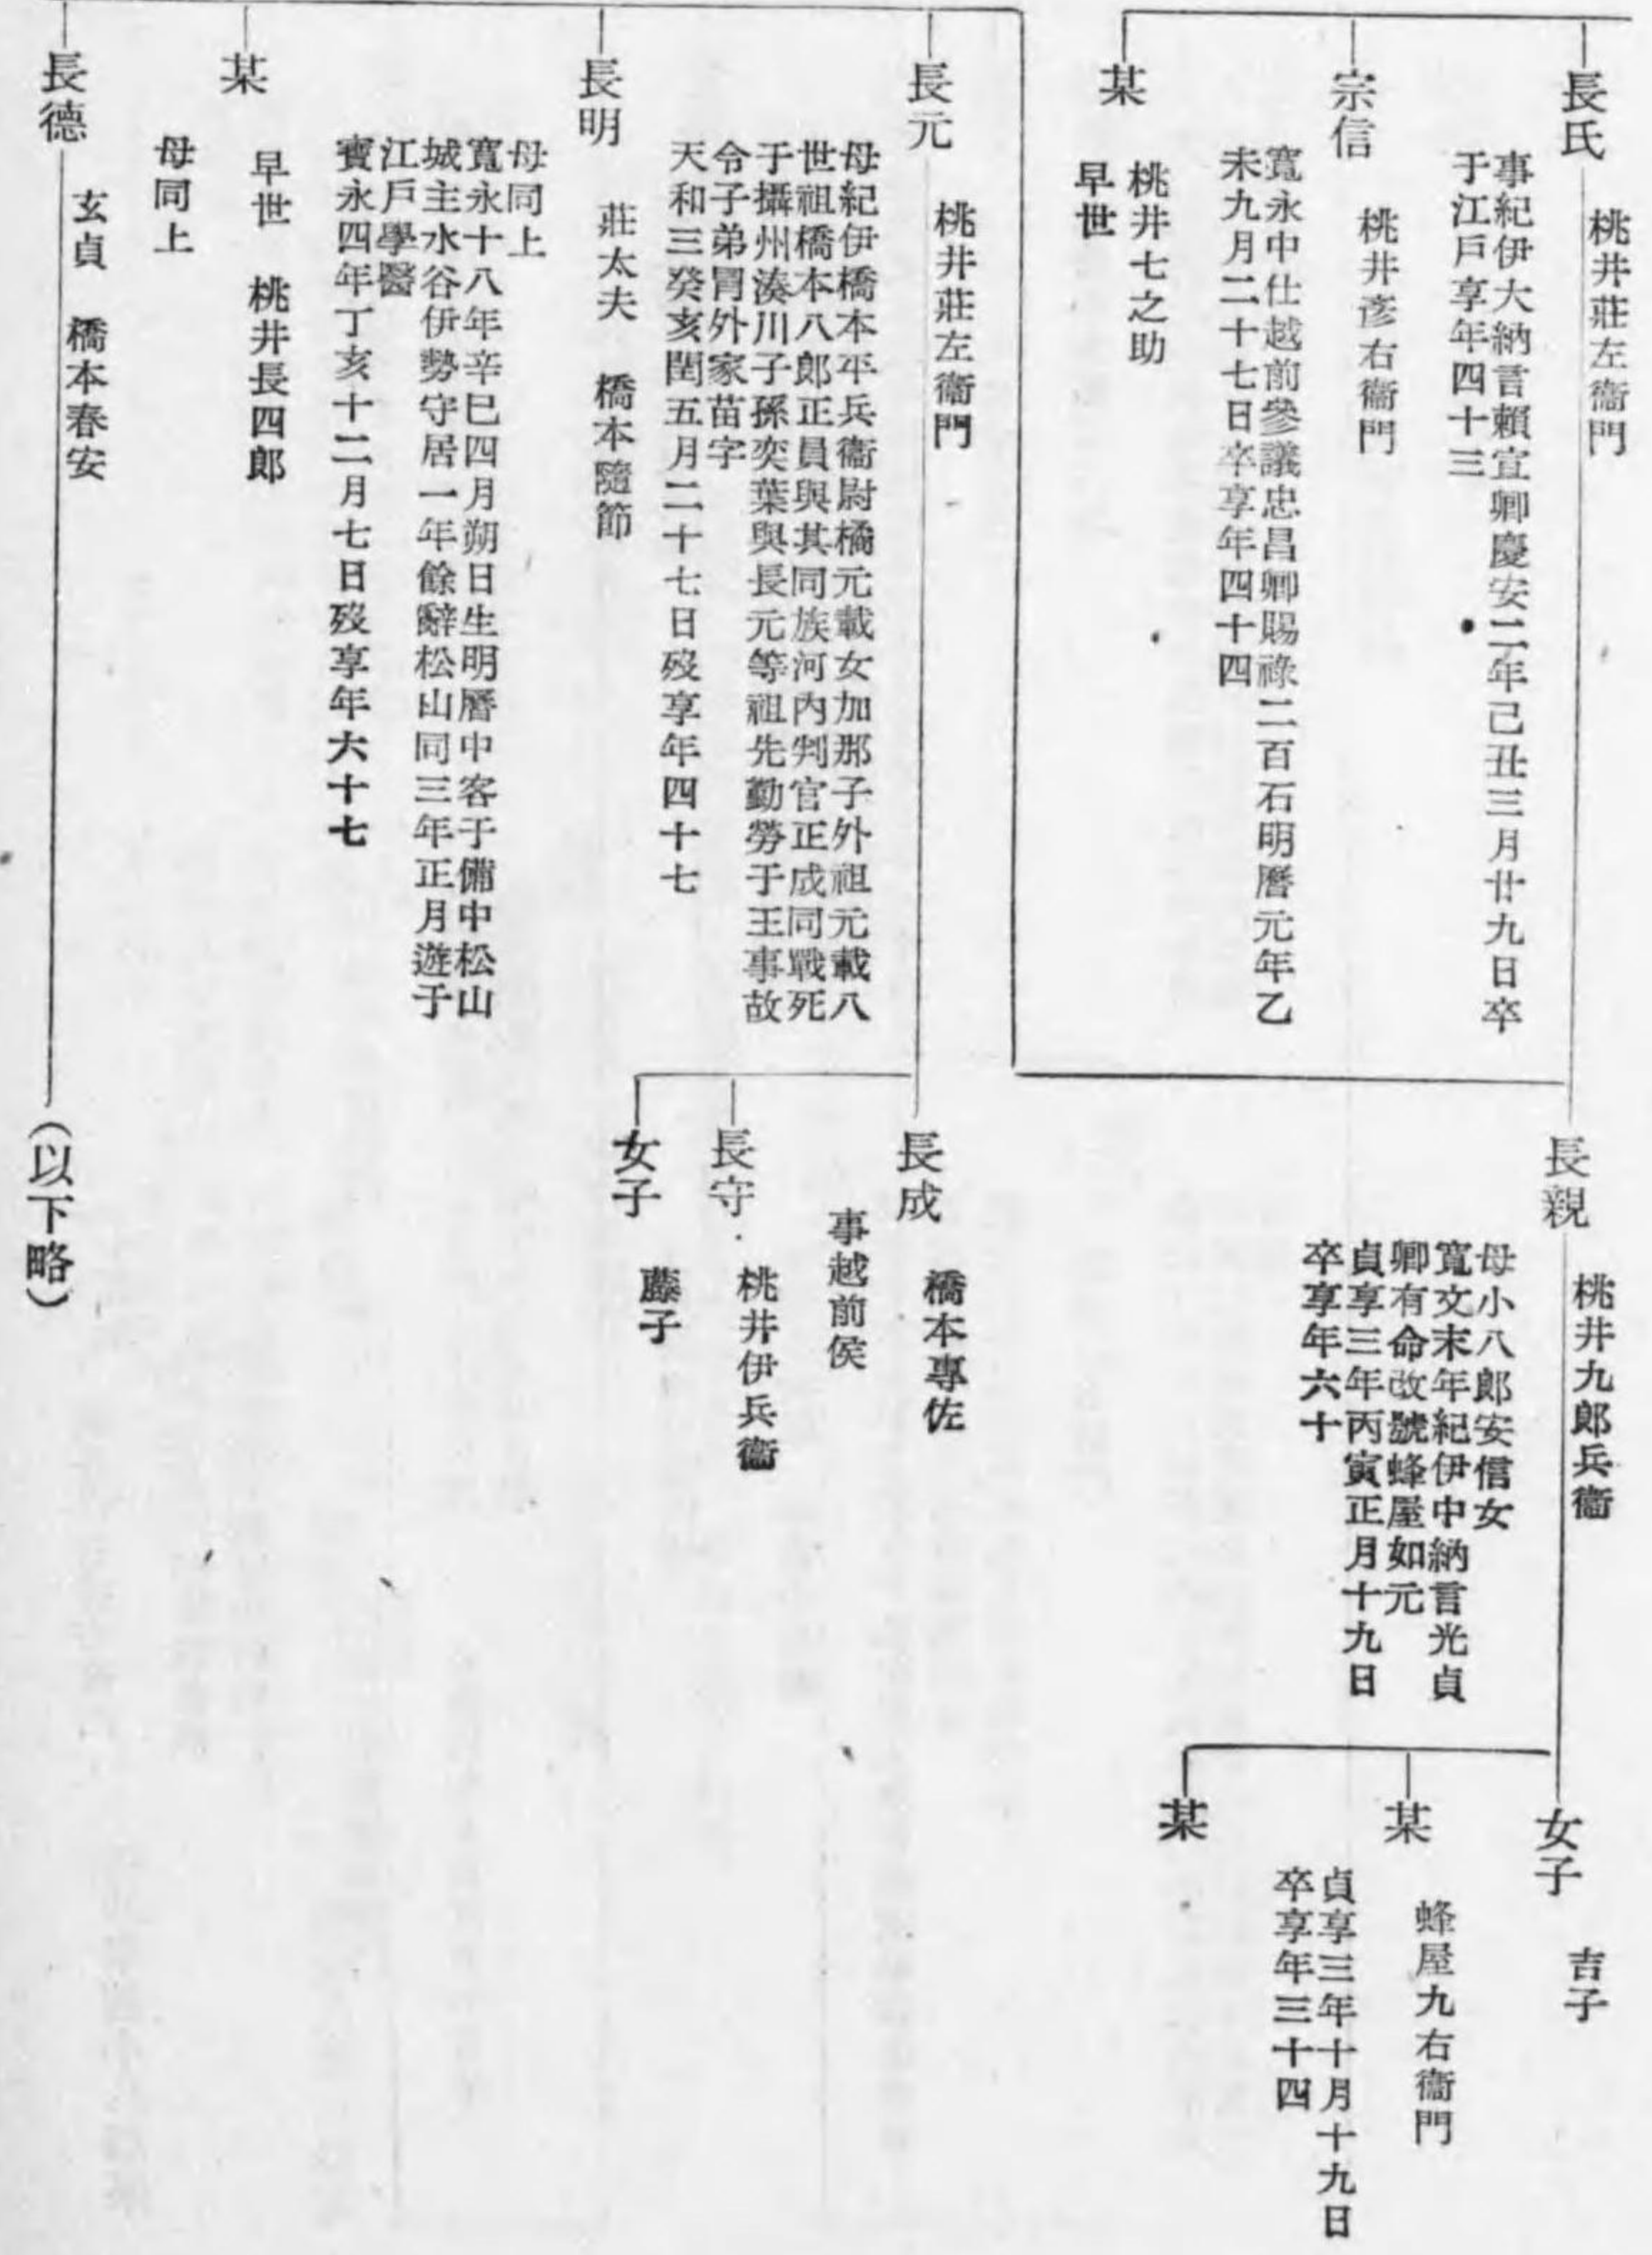 長氏
桃井莊左衞門
事紀伊大納言賴宣卿慶安二年己丑三月廿九日卒
于江戶享年四十三
宗信
桃井彥右衞門
寬永中仕越前參議忠昌卿賜祿二百石明曆元年乙
未九月二十七日卒享年四十四
某
桃井七之助
早世
長親
桃井九郎兵衞
母小八郎安信女
寬文末年紀伊中納言光貞
卿有命改號蜂屋如元
貞享三年丙寅正月十九日
卒享年六十
女子
吉子
某
蜂屋九右衞門
貞享三年十月十九日
卒享年三十四
某
長元
桃井莊左衞門
母紀伊橋本平兵衞尉橘元載女加那子外祖元載八
世祖橋本八郎正員與其同族河內判官正成同戰死
于攝州湊川子孫奕葉與長元等祖先勤勞于王事故
令子弟冐外家苗字
天和三癸亥閏五月二十七日歿享年四十七
長明
莊太夫 橋本隨節
母同上
寬永十八年辛巳四月朔日生明曆中客于備中松山
城主水谷伊勢守居一年餘辭松山同三年正月遊于
江戶學醫
寶永四年丁亥十二月七日歿享年六十七
某
早世 桃井長四郎
母同上
長德
玄貞 橋本春安
長成
橋本專佐
事越前侯
長守
桃井伊兵衞
女子
藤子
(以下略)